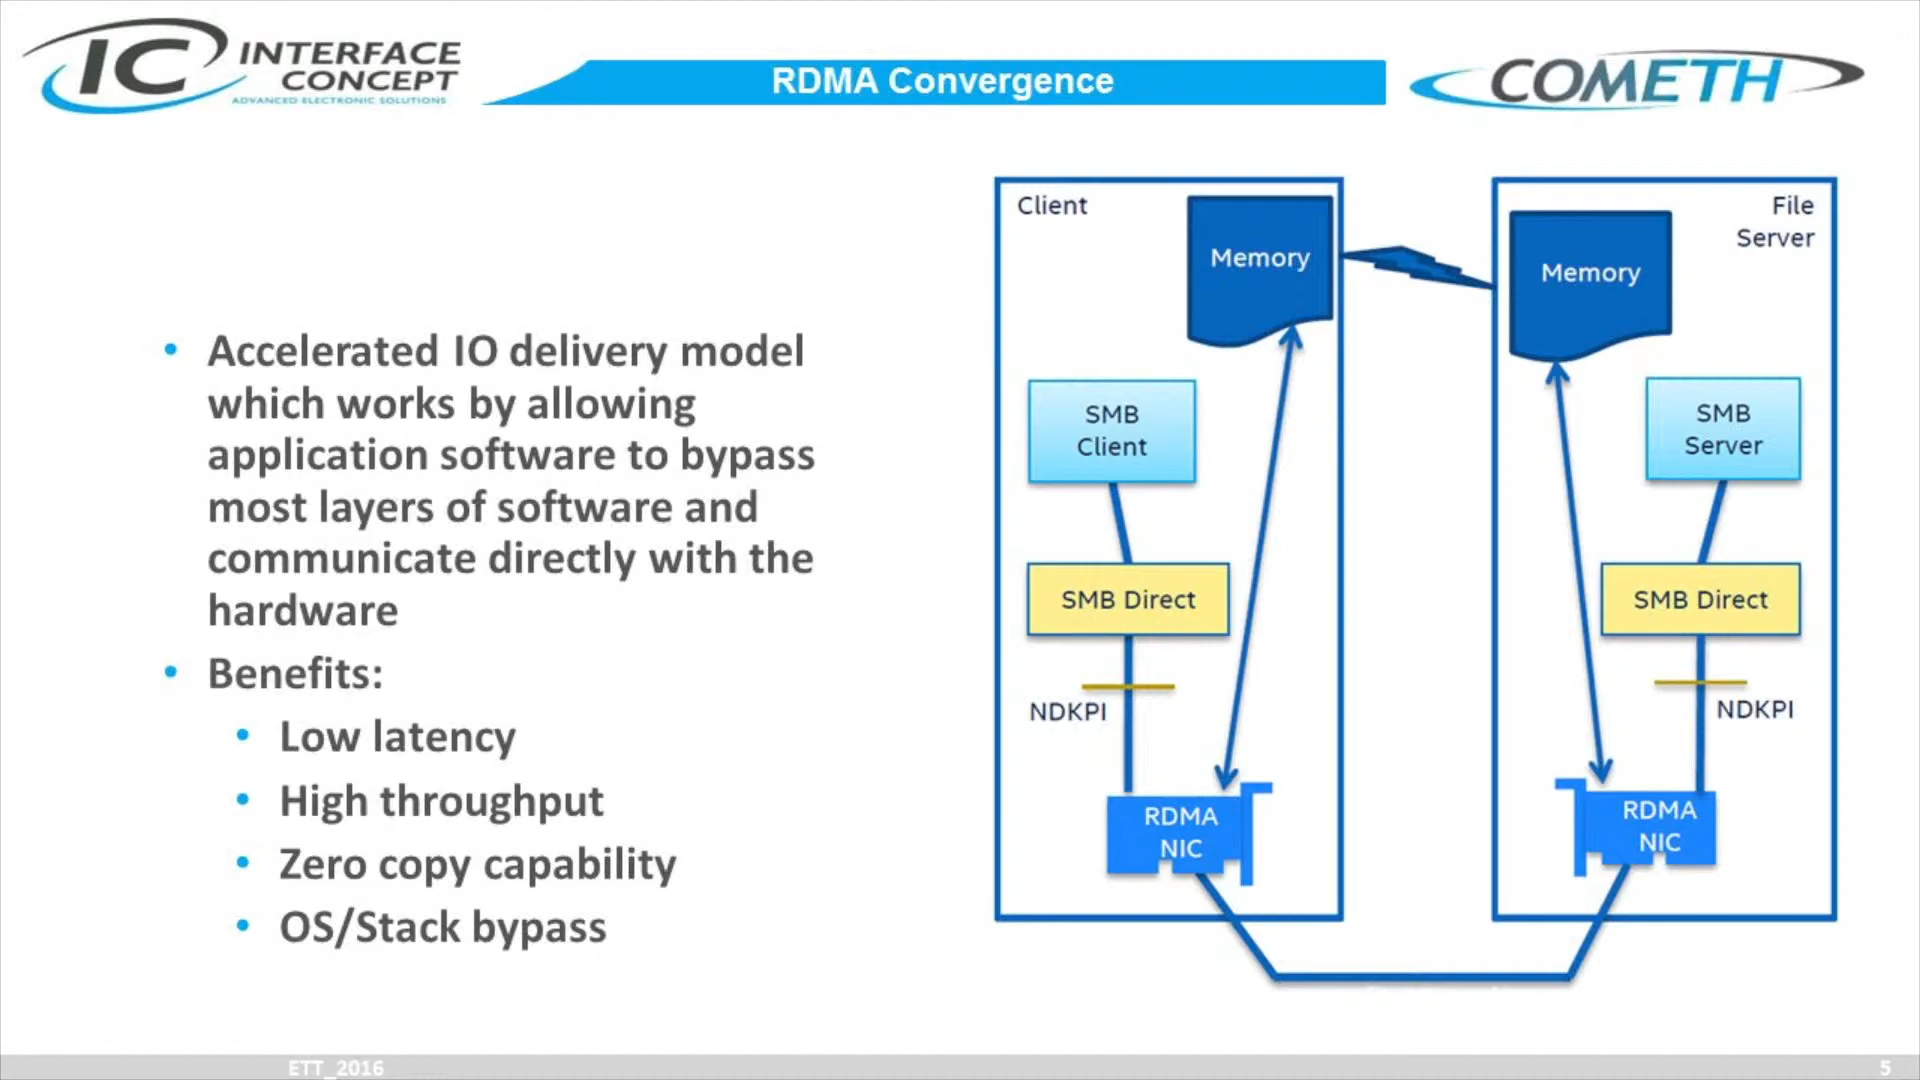 IC INTERFACE
CONCEPT
ADVANCED ELECTRONIC SOLUTIONS
RDMA Convergence
COMETH
• Accelerated IO delivery model
which works by allowing
application software to bypass
most layers of software and
communicate directly with the
hardware
• Benefits:
• Low latency
• High throughput
• Zero copy capability
• OS/Stack bypass
Client
Memory
SMB
Client
SMB Direct
NDKPI
RDMA
NIC
File
Server
Memory
SMB
Server
SMB Direct
NDKPI
RDMA
NIC
ETT_2016
5